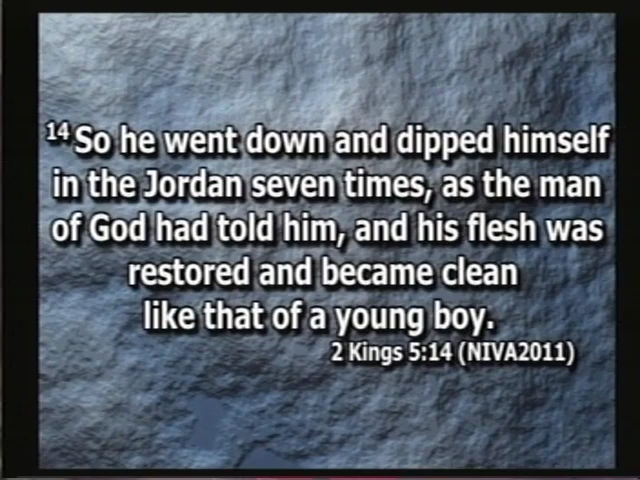 14 So he went down and dipped himself
in the Jordan seven times, as the man
of God had told him, and his flesh was
restored and became clean
like that of a young boy.
2 Kings 5:14 (NIVA2011)